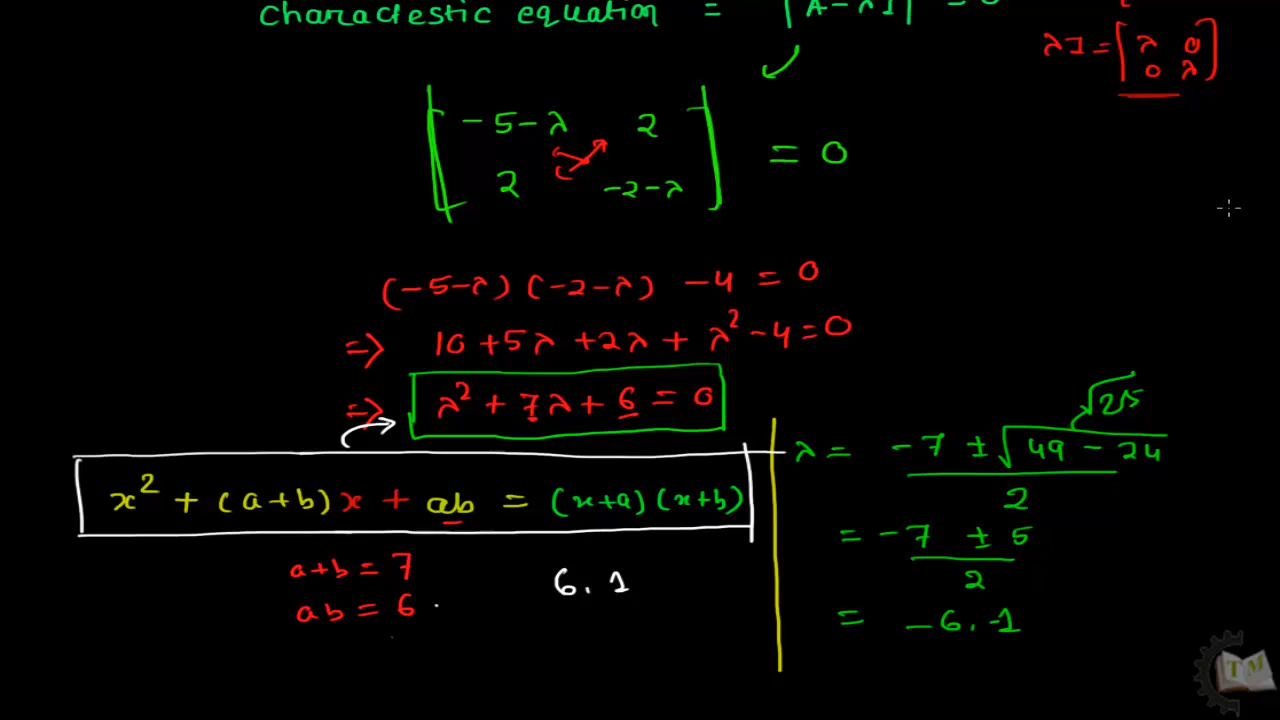 charactestic equation = |A-λI| = 0
λI = [λ 0
0 λ]
-5-λ 2
= 0
2 -2-λ
(-5-λ) (-2-λ) -4 = 0
=> 10 +5λ +2λ + λ² -4=0
=> λ² + 7λ + 6 = 0
x² + (a+b)x + ab = (x+a) (x+b)
a+b = 7
ab = 6 .
6, 1
√25
λ = -7 ± √49 - 24
2
= -7 ± 5
2
= -6, -1
TM